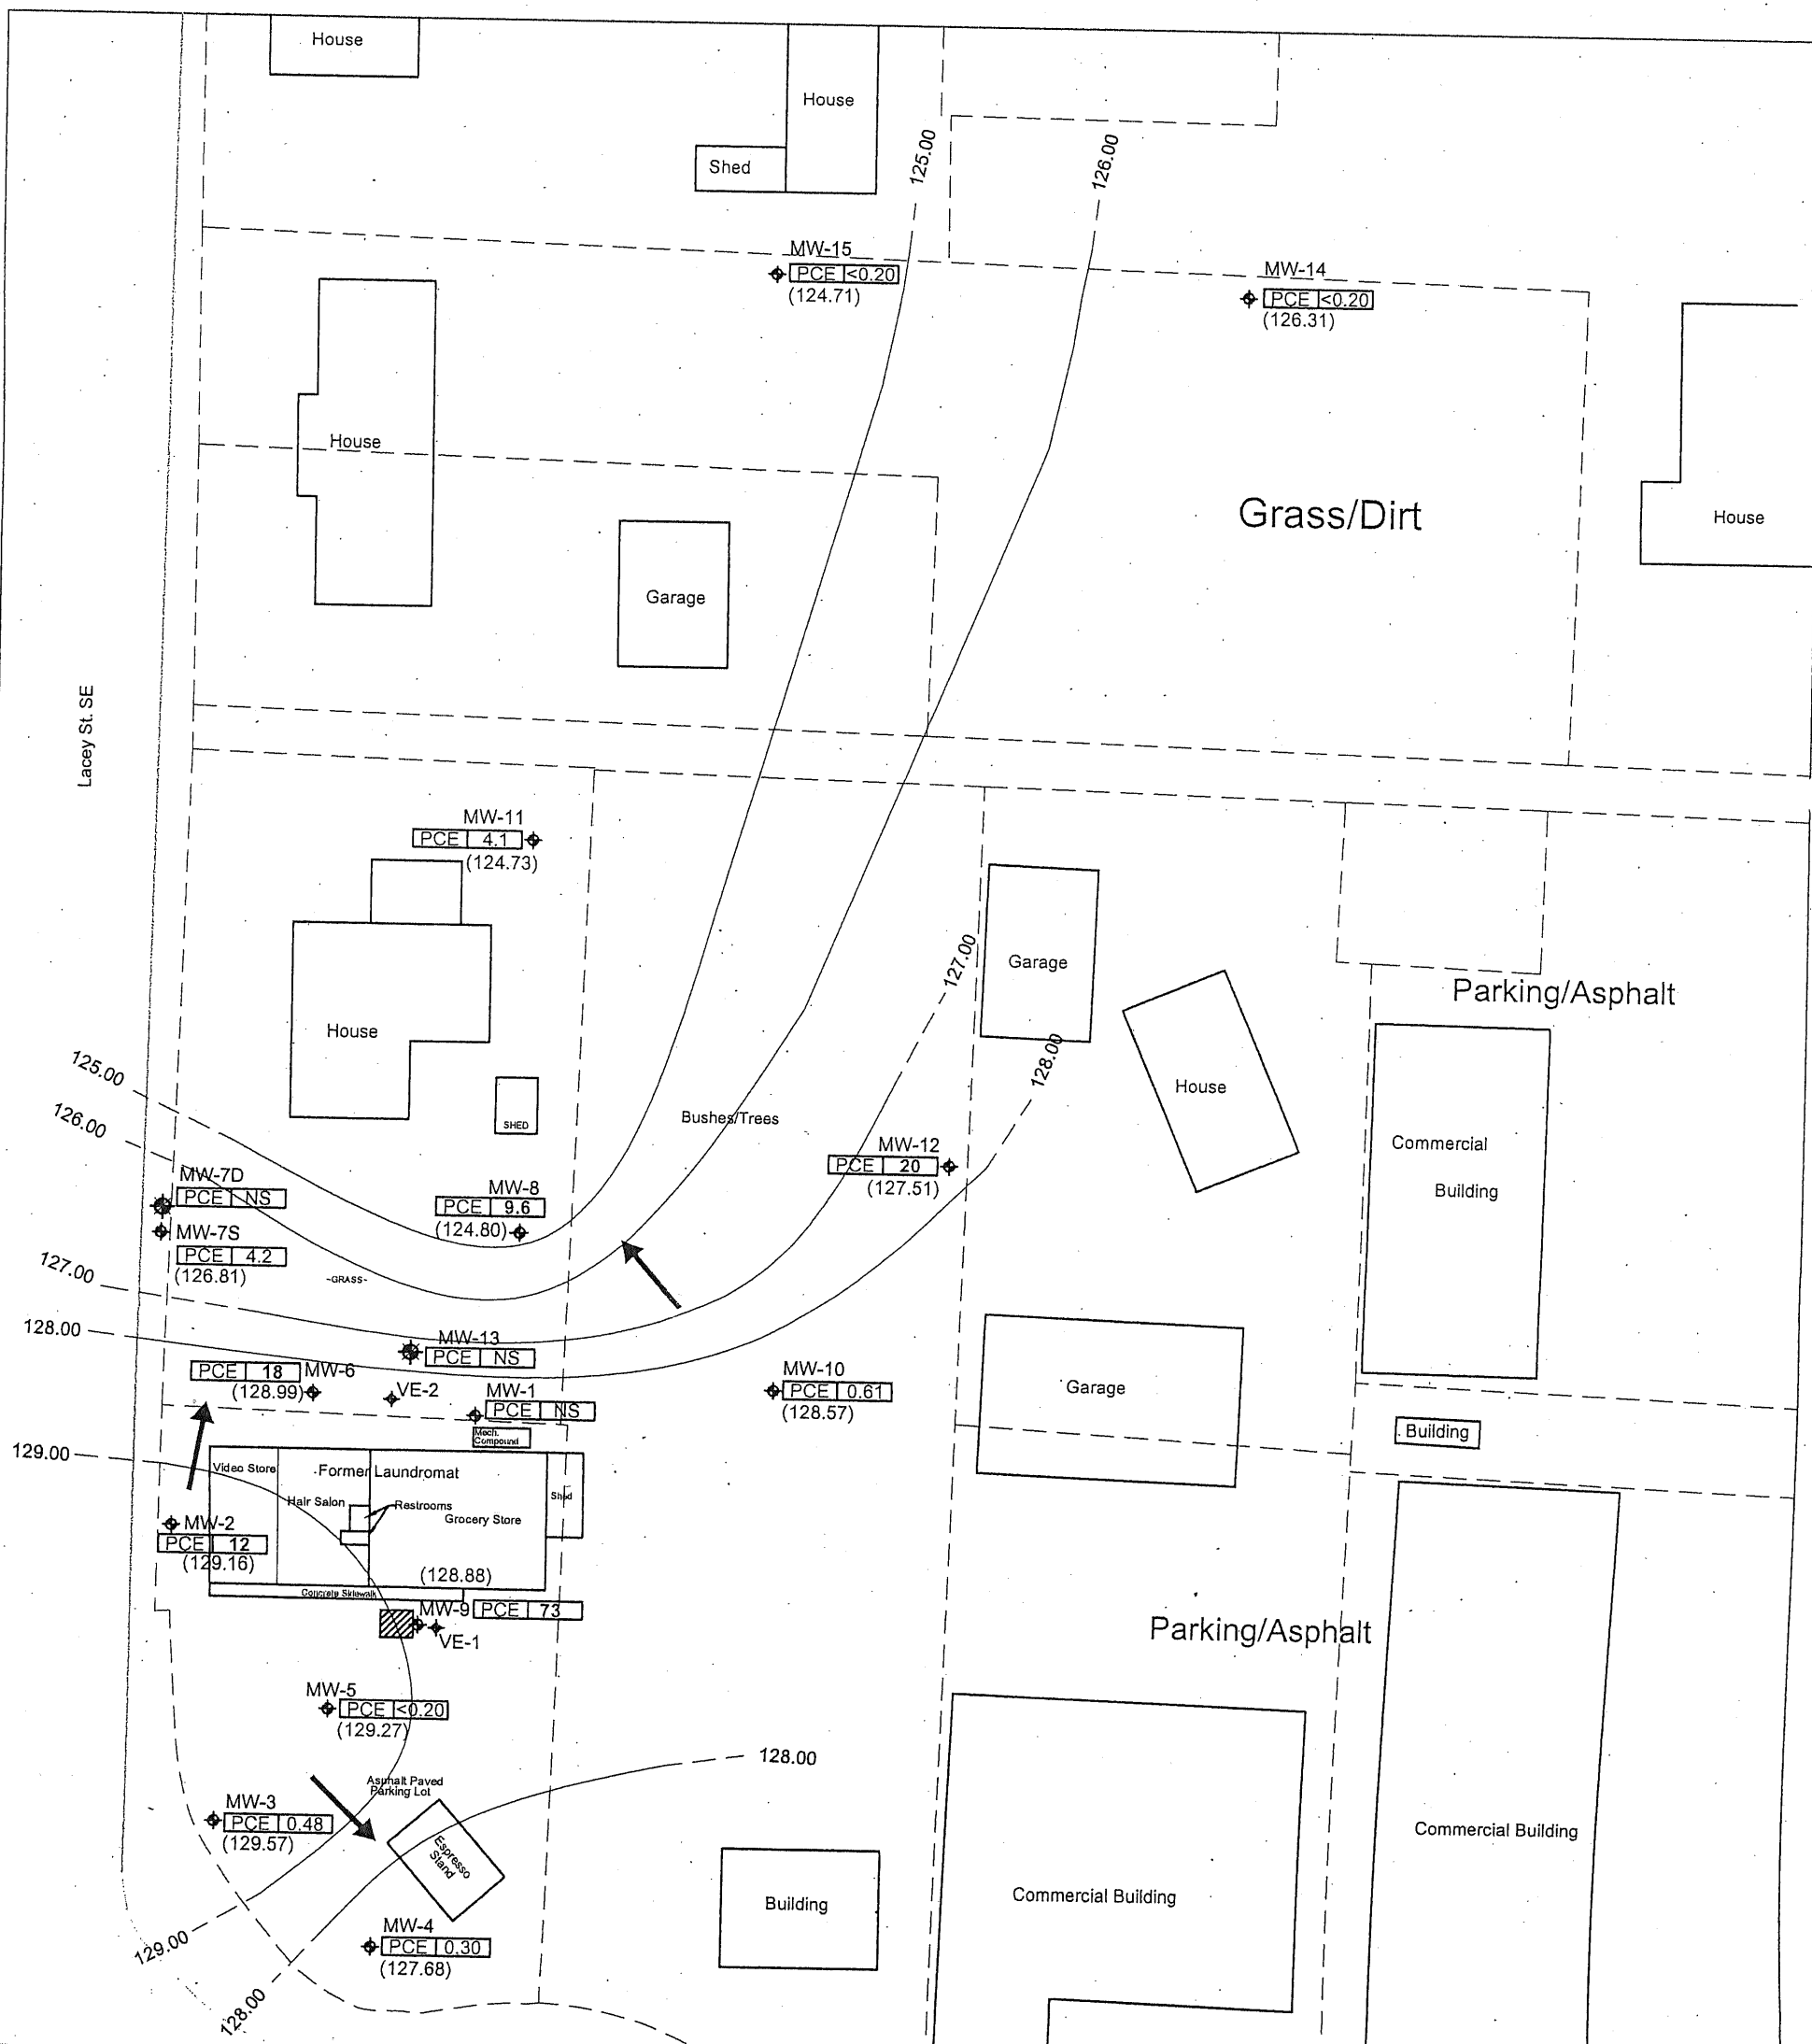 House
House
Shed
125.00
126.00
MW-15
PCE <0.20
(124.71)
MW-14
PCE <0.20
(126.31)
House
Grass/Dirt
House
Garage
Lacey St. SE
MW-11
PCE 4.1
(124.73)
Garage
127.00
Parking/Asphalt
House
128.00
125.00
House
126.00
SHED
Bushes/Trees
Commercial
Building
MW-12
PCE 20
(127.51)
MW-7D
PCE NS
MW-8
PCE 9.6
(124.80)
MW-7S
PCE 4.2
(126.81)
127.00
-GRASS-
128.00
MW-13
PCE NS
PCE 18 MW-6
(128.99)
VE-2
MW-1
PCE NS
MW-10
PCE 0.61
(128.57)
Garage
Mech.
Compound
Building
129.00
Video Store
Former Laundromat
Hair Salon
Restrooms
Shed
Grocery Store
MW-2
PCE 12
(129.16)
(128.88)
Concrete Sidewalk
MW-9 PCE 73
VE-1
Parking/Asphalt
MW-5
PCE <0.20
(129.27)
128.00
Asphalt Paved
Parking Lot
MW-3
PCE 0.48
(129.57)
Espresso
Stand
Commercial Building
Building
Commercial Building
MW-4
PCE 0.30
(127.68)
129.00
128.00